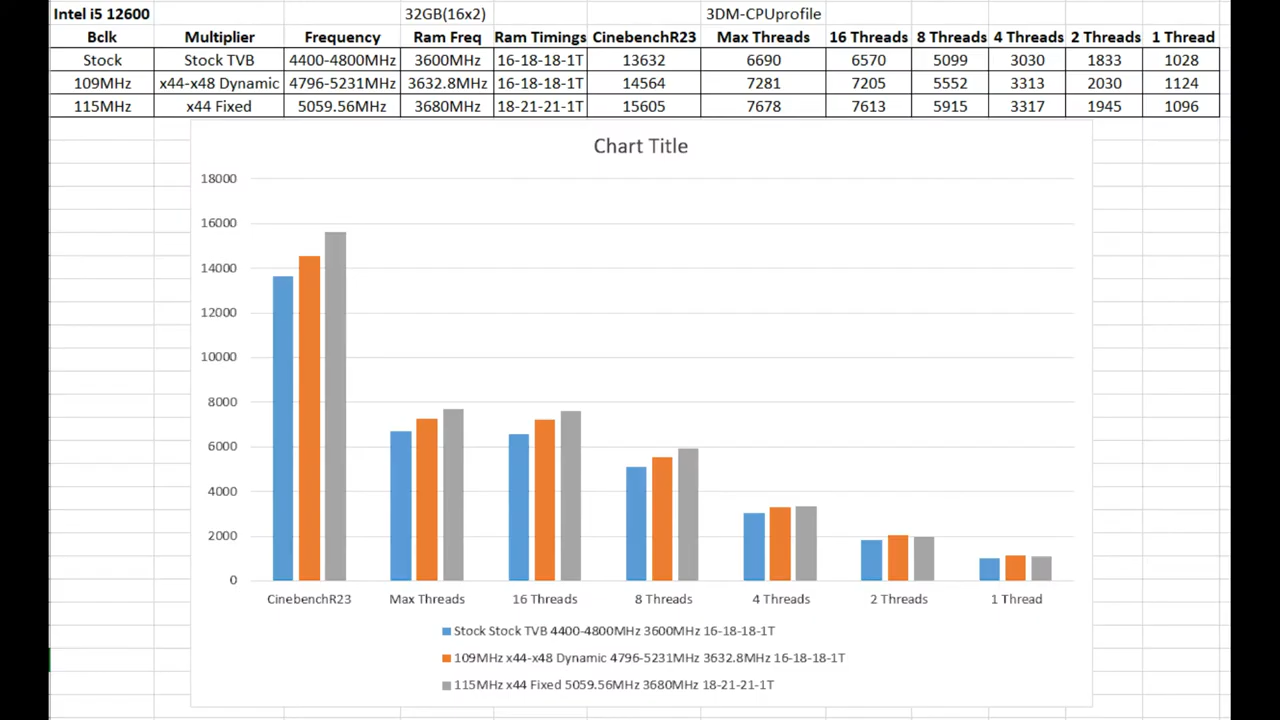 Intel i5 12600 32GB(16x2) 3DM-CPUprofile
Bclk Multiplier Frequency Ram Freq Ram Timings CinebenchR23 Max Threads 16 Threads 8 Threads 4 Threads 2 Threads 1 Thread
Stock Stock TVB 4400-4800MHz 3600MHz 16-18-18-1T 13632 6690 6570 5099 3030 1833 1028
109MHz x44-x48 Dynamic 4796-5231MHz 3632.8MHz 16-18-18-1T 14564 7281 7205 5552 3313 2030 1124
115MHz x44 Fixed 5059.56MHz 3680MHz 18-21-21-1T 15605 7678 7613 5915 3317 1945 1096
Chart Title
18000
16000
14000
12000
10000
8000
6000
4000
2000
0
CinebenchR23 Max Threads 16 Threads 8 Threads 4 Threads 2 Threads 1 Thread
Stock Stock TVB 4400-4800MHz 3600MHz 16-18-18-1T
109MHz x44-x48 Dynamic 4796-5231MHz 3632.8MHz 16-18-18-1T
115MHz x44 Fixed 5059.56MHz 3680MHz 18-21-21-1T